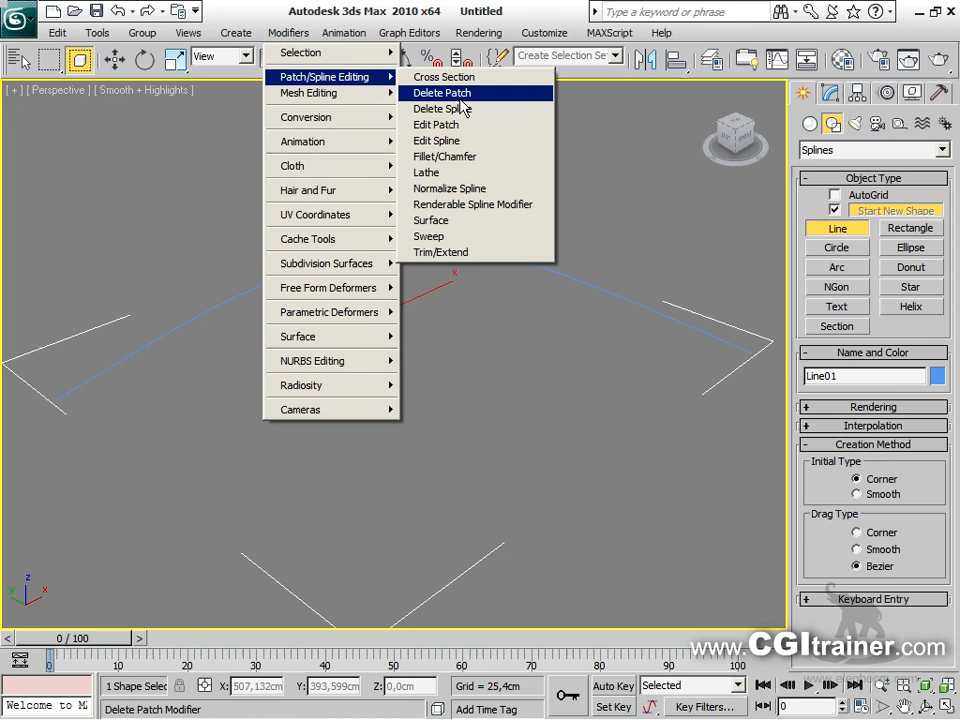 Autodesk 3ds Max 2010 x64 Untitled
Type a keyword or phrase
Edit Tools Group Views Create Modifiers Animation Graph Editors Rendering Customize MAXScript Help
View
Create Selection Se
[ + ] [ Perspective ] [ Smooth + Highlights ]
Selection
Patch/Spline Editing
Mesh Editing
Conversion
Animation
Cloth
Hair and Fur
UV Coordinates
Cache Tools
Subdivision Surfaces
Free Form Deformers
Parametric Deformers
Surface
NURBS Editing
Radiosity
Cameras
Cross Section
Delete Patch
Delete Spline
Edit Patch
Edit Spline
Fillet/Chamfer
Lathe
Normalize Spline
Renderable Spline Modifier
Surface
Sweep
Trim/Extend
x
z
x
y
Splines
Object Type
AutoGrid
Start New Shape
Line Rectangle
Circle Ellipse
Arc Donut
NGon Star
Text Helix
Section
Name and Color
Line01
Rendering
Interpolation
Creation Method
Initial Type
Corner
Smooth
Drag Type
Corner
Smooth
Bezier
Keyboard Entry
www.CGItrainer.com
0 / 100
0 10 20 30 40 50 60 70 80 90 100
1 Shape Selec X: 507,132cm Y: 393,599cm Z: 0,0cm Grid = 25,4cm Auto Key Selected
Welcome to M Delete Patch Modifier Add Time Tag Set Key Key Filters... 0